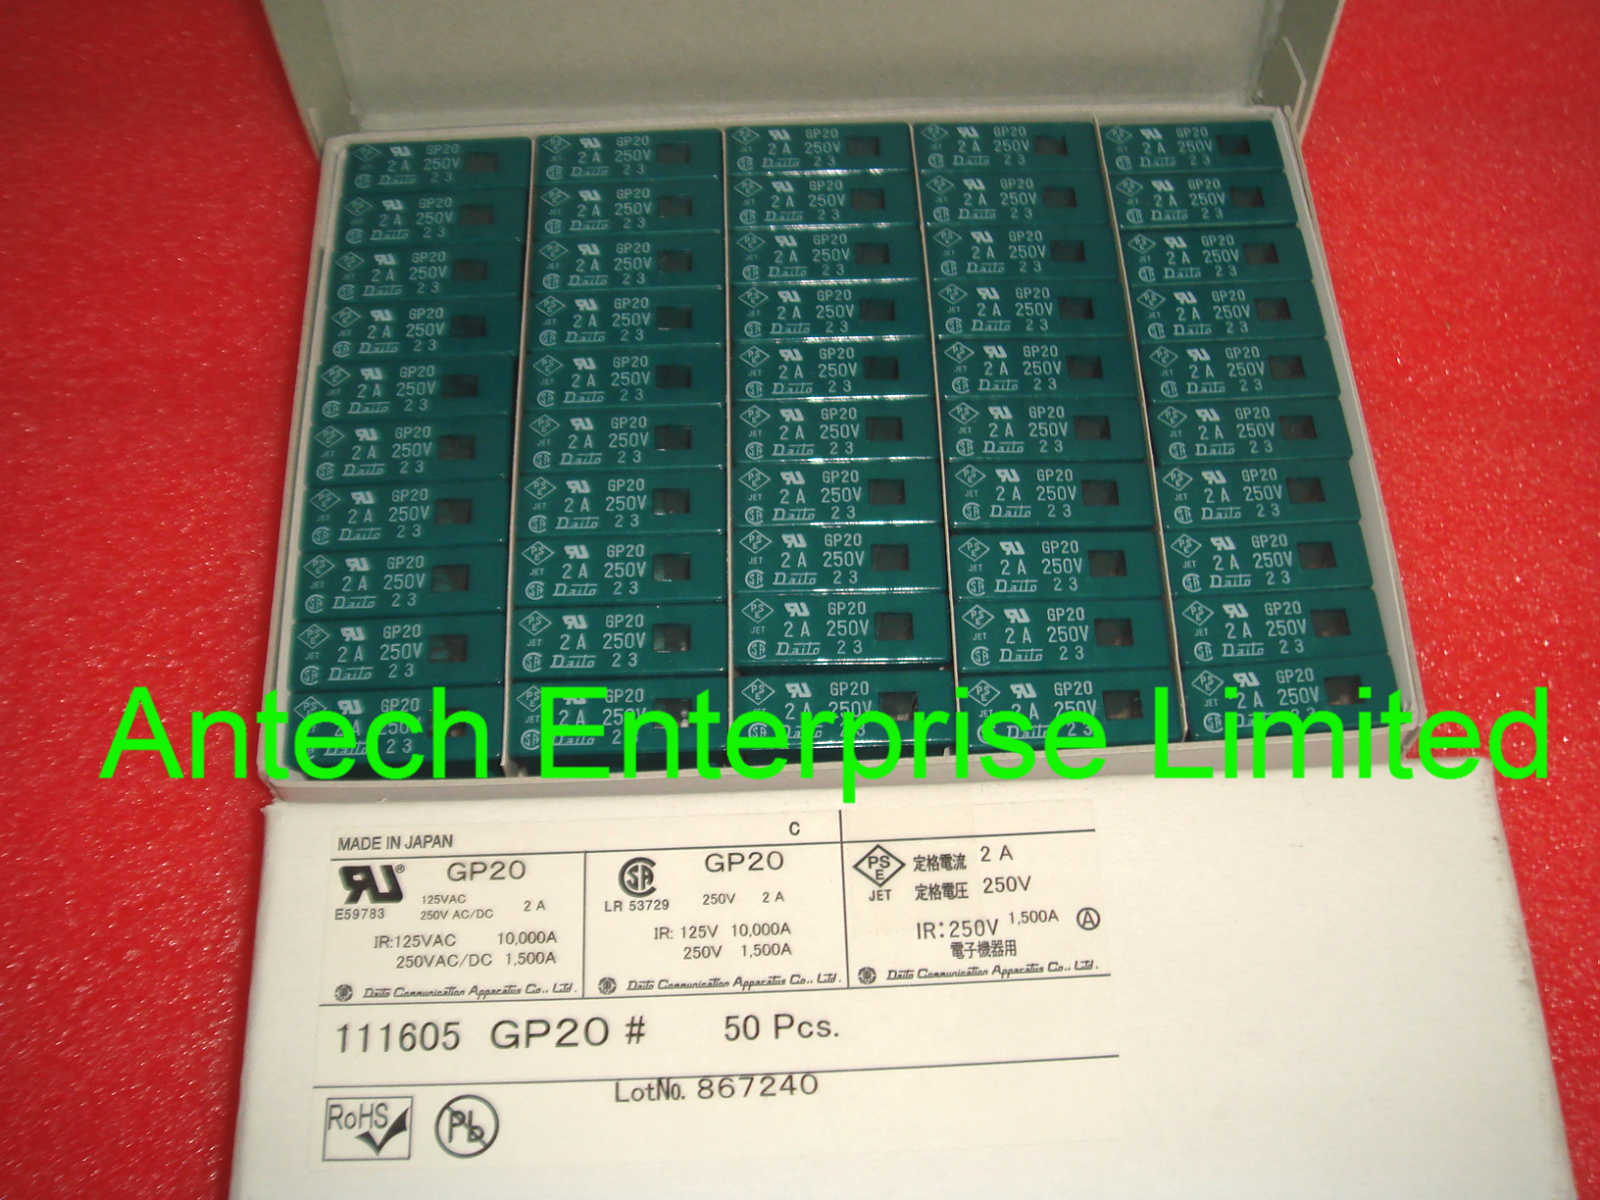 GP20
2 A 250V
Daito 2 3
Antech Enterprise Limited
MADE IN JAPAN
C
GP20
E59783
125VAC
250V AC/DC 2 A
IR:125VAC 10,000A
250VAC/DC 1,500A
Daito Communication Apparatus Co., Ltd.
GP20
LR 53729 250V 2 A
IR: 125V 10,000A
250V 1,500A
Daito Communication Apparatus Co., Ltd.
PS
E
JET
定格電流 2 A
定格電圧 250V
IR:250V 1,500A A
電子機器用
Daito Communication Apparatus Co., Ltd.
111605 GP20 # 50 Pcs.
Lot№. 867240
RoHS
Pb